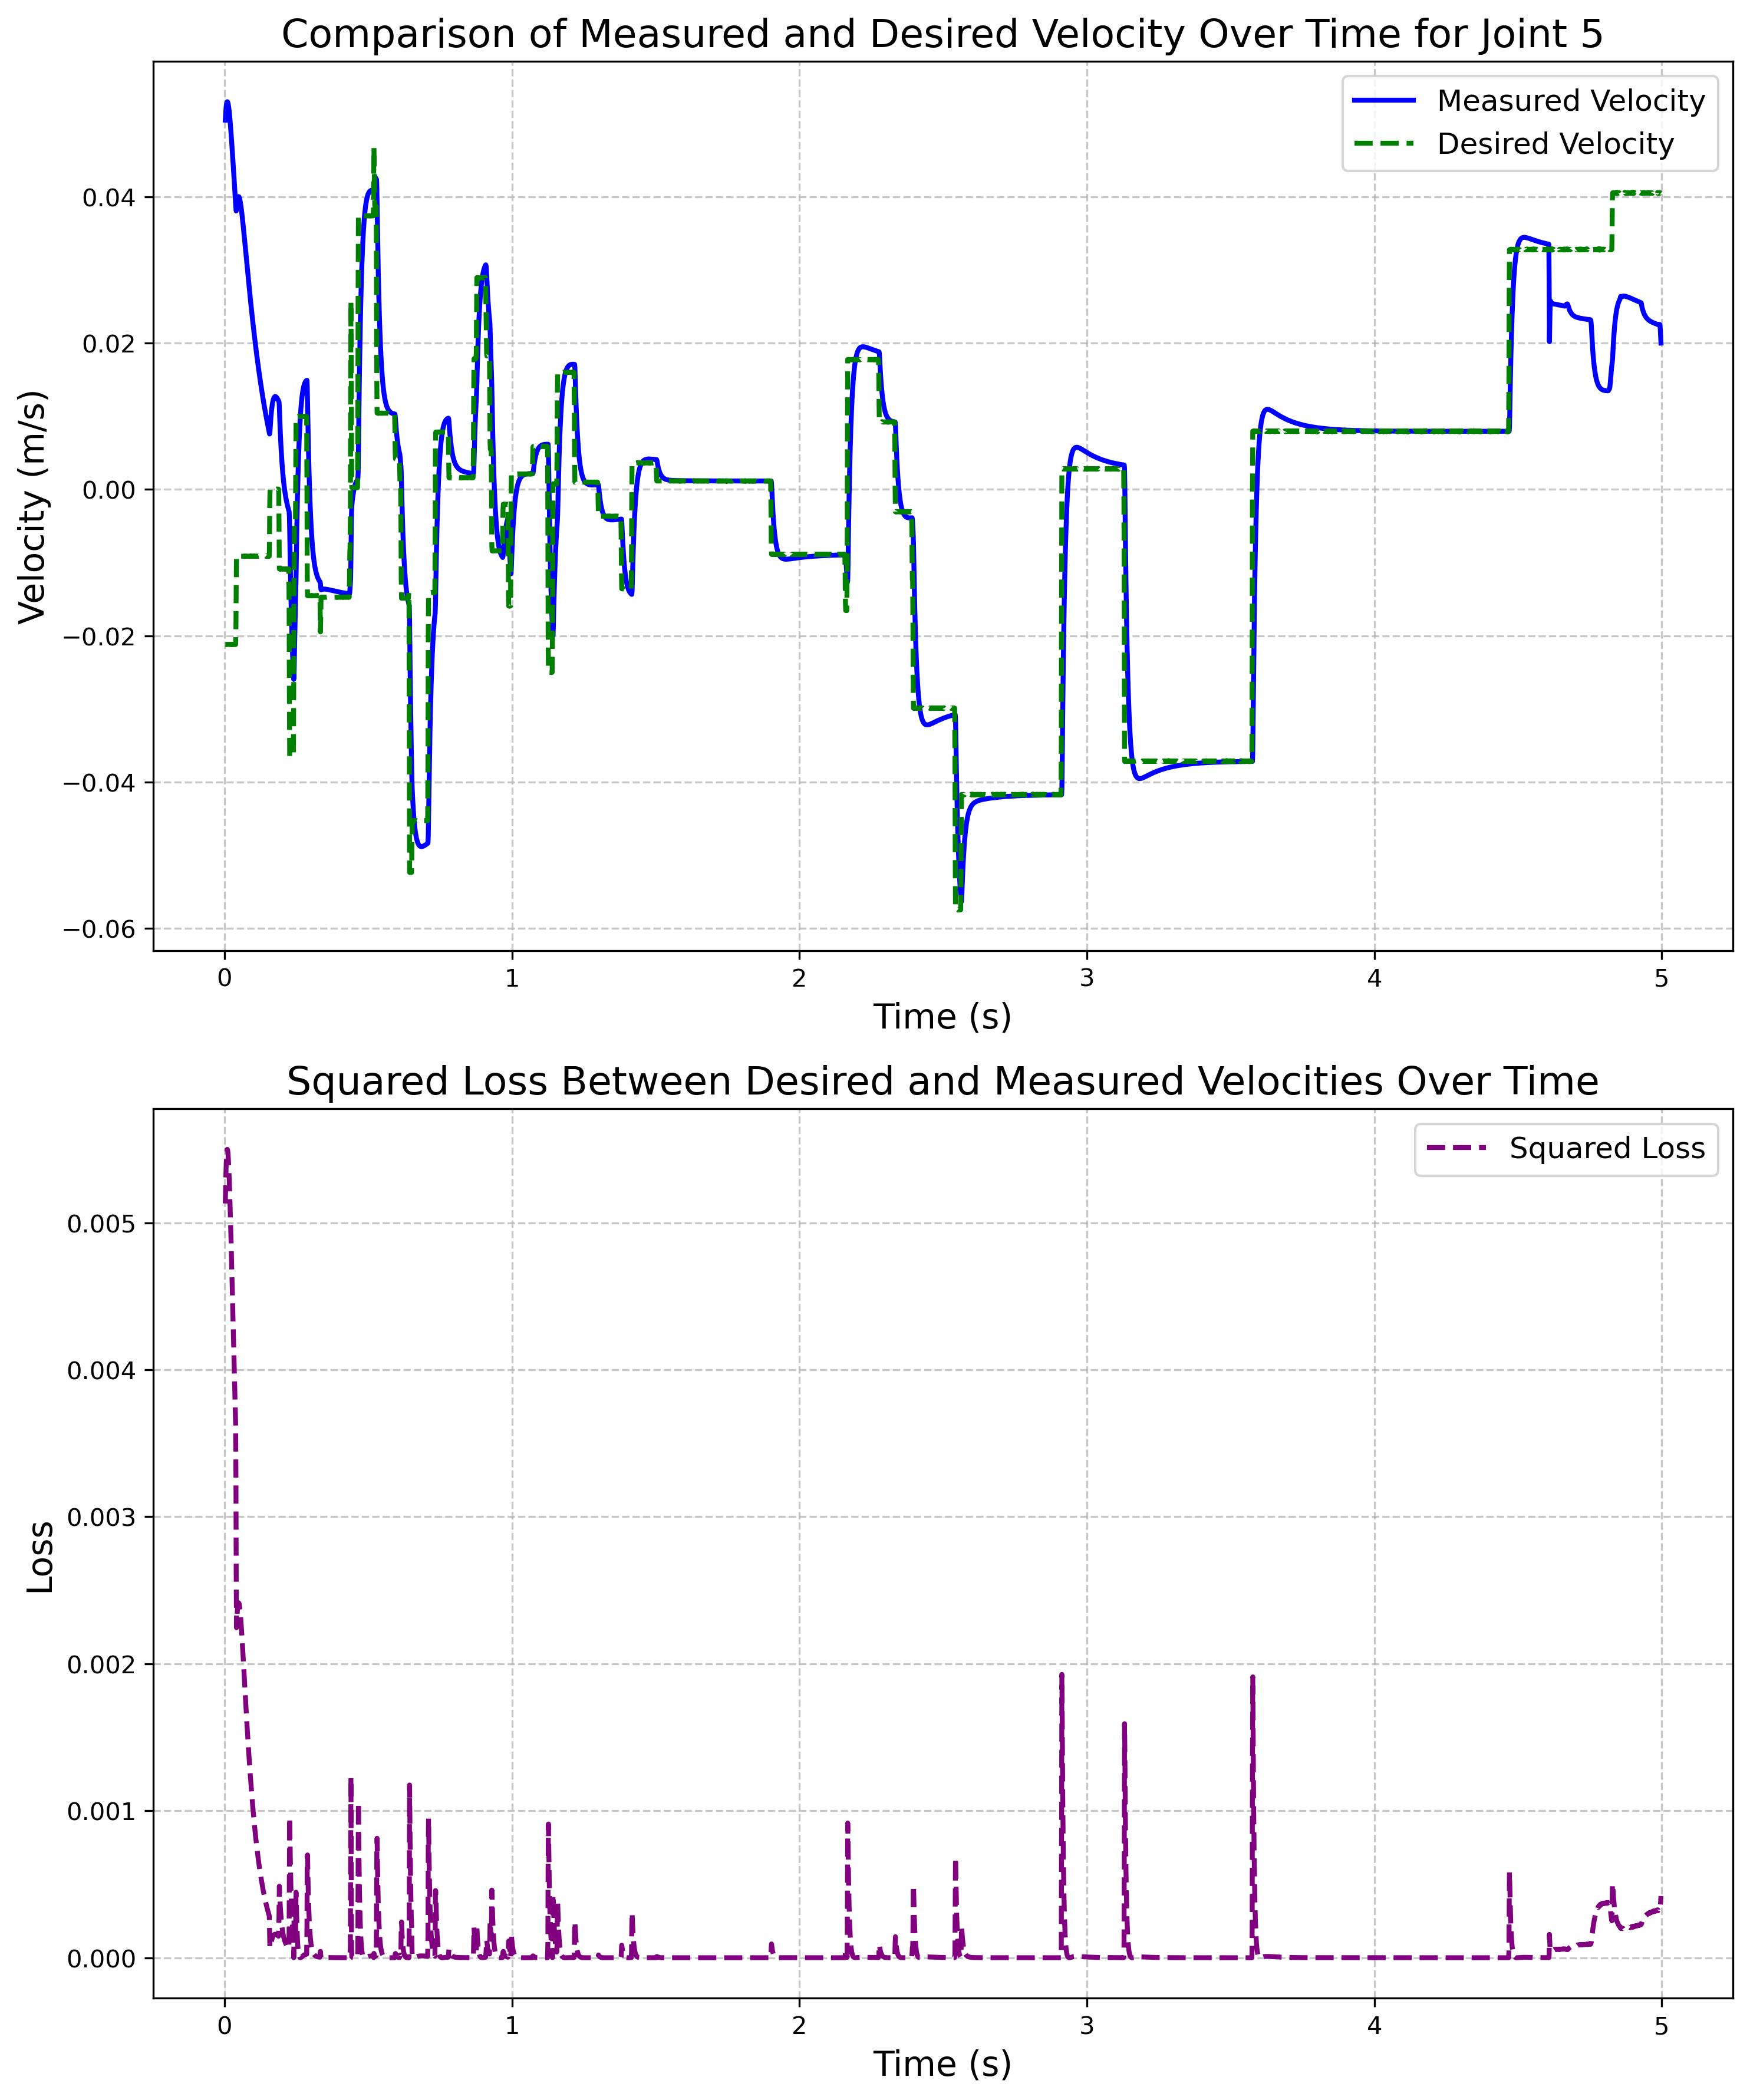 Comparison of Measured and Desired Velocity Over Time for Joint 5
Measured Velocity
Desired Velocity
Velocity (m/s)
0.04
0.02
0.00
−0.02
−0.04
−0.06
0 1 2 3 4 5
Time (s)
Squared Loss Between Desired and Measured Velocities Over Time
Squared Loss
Loss
0.005
0.004
0.003
0.002
0.001
0.000
0 1 2 3 4 5
Time (s)